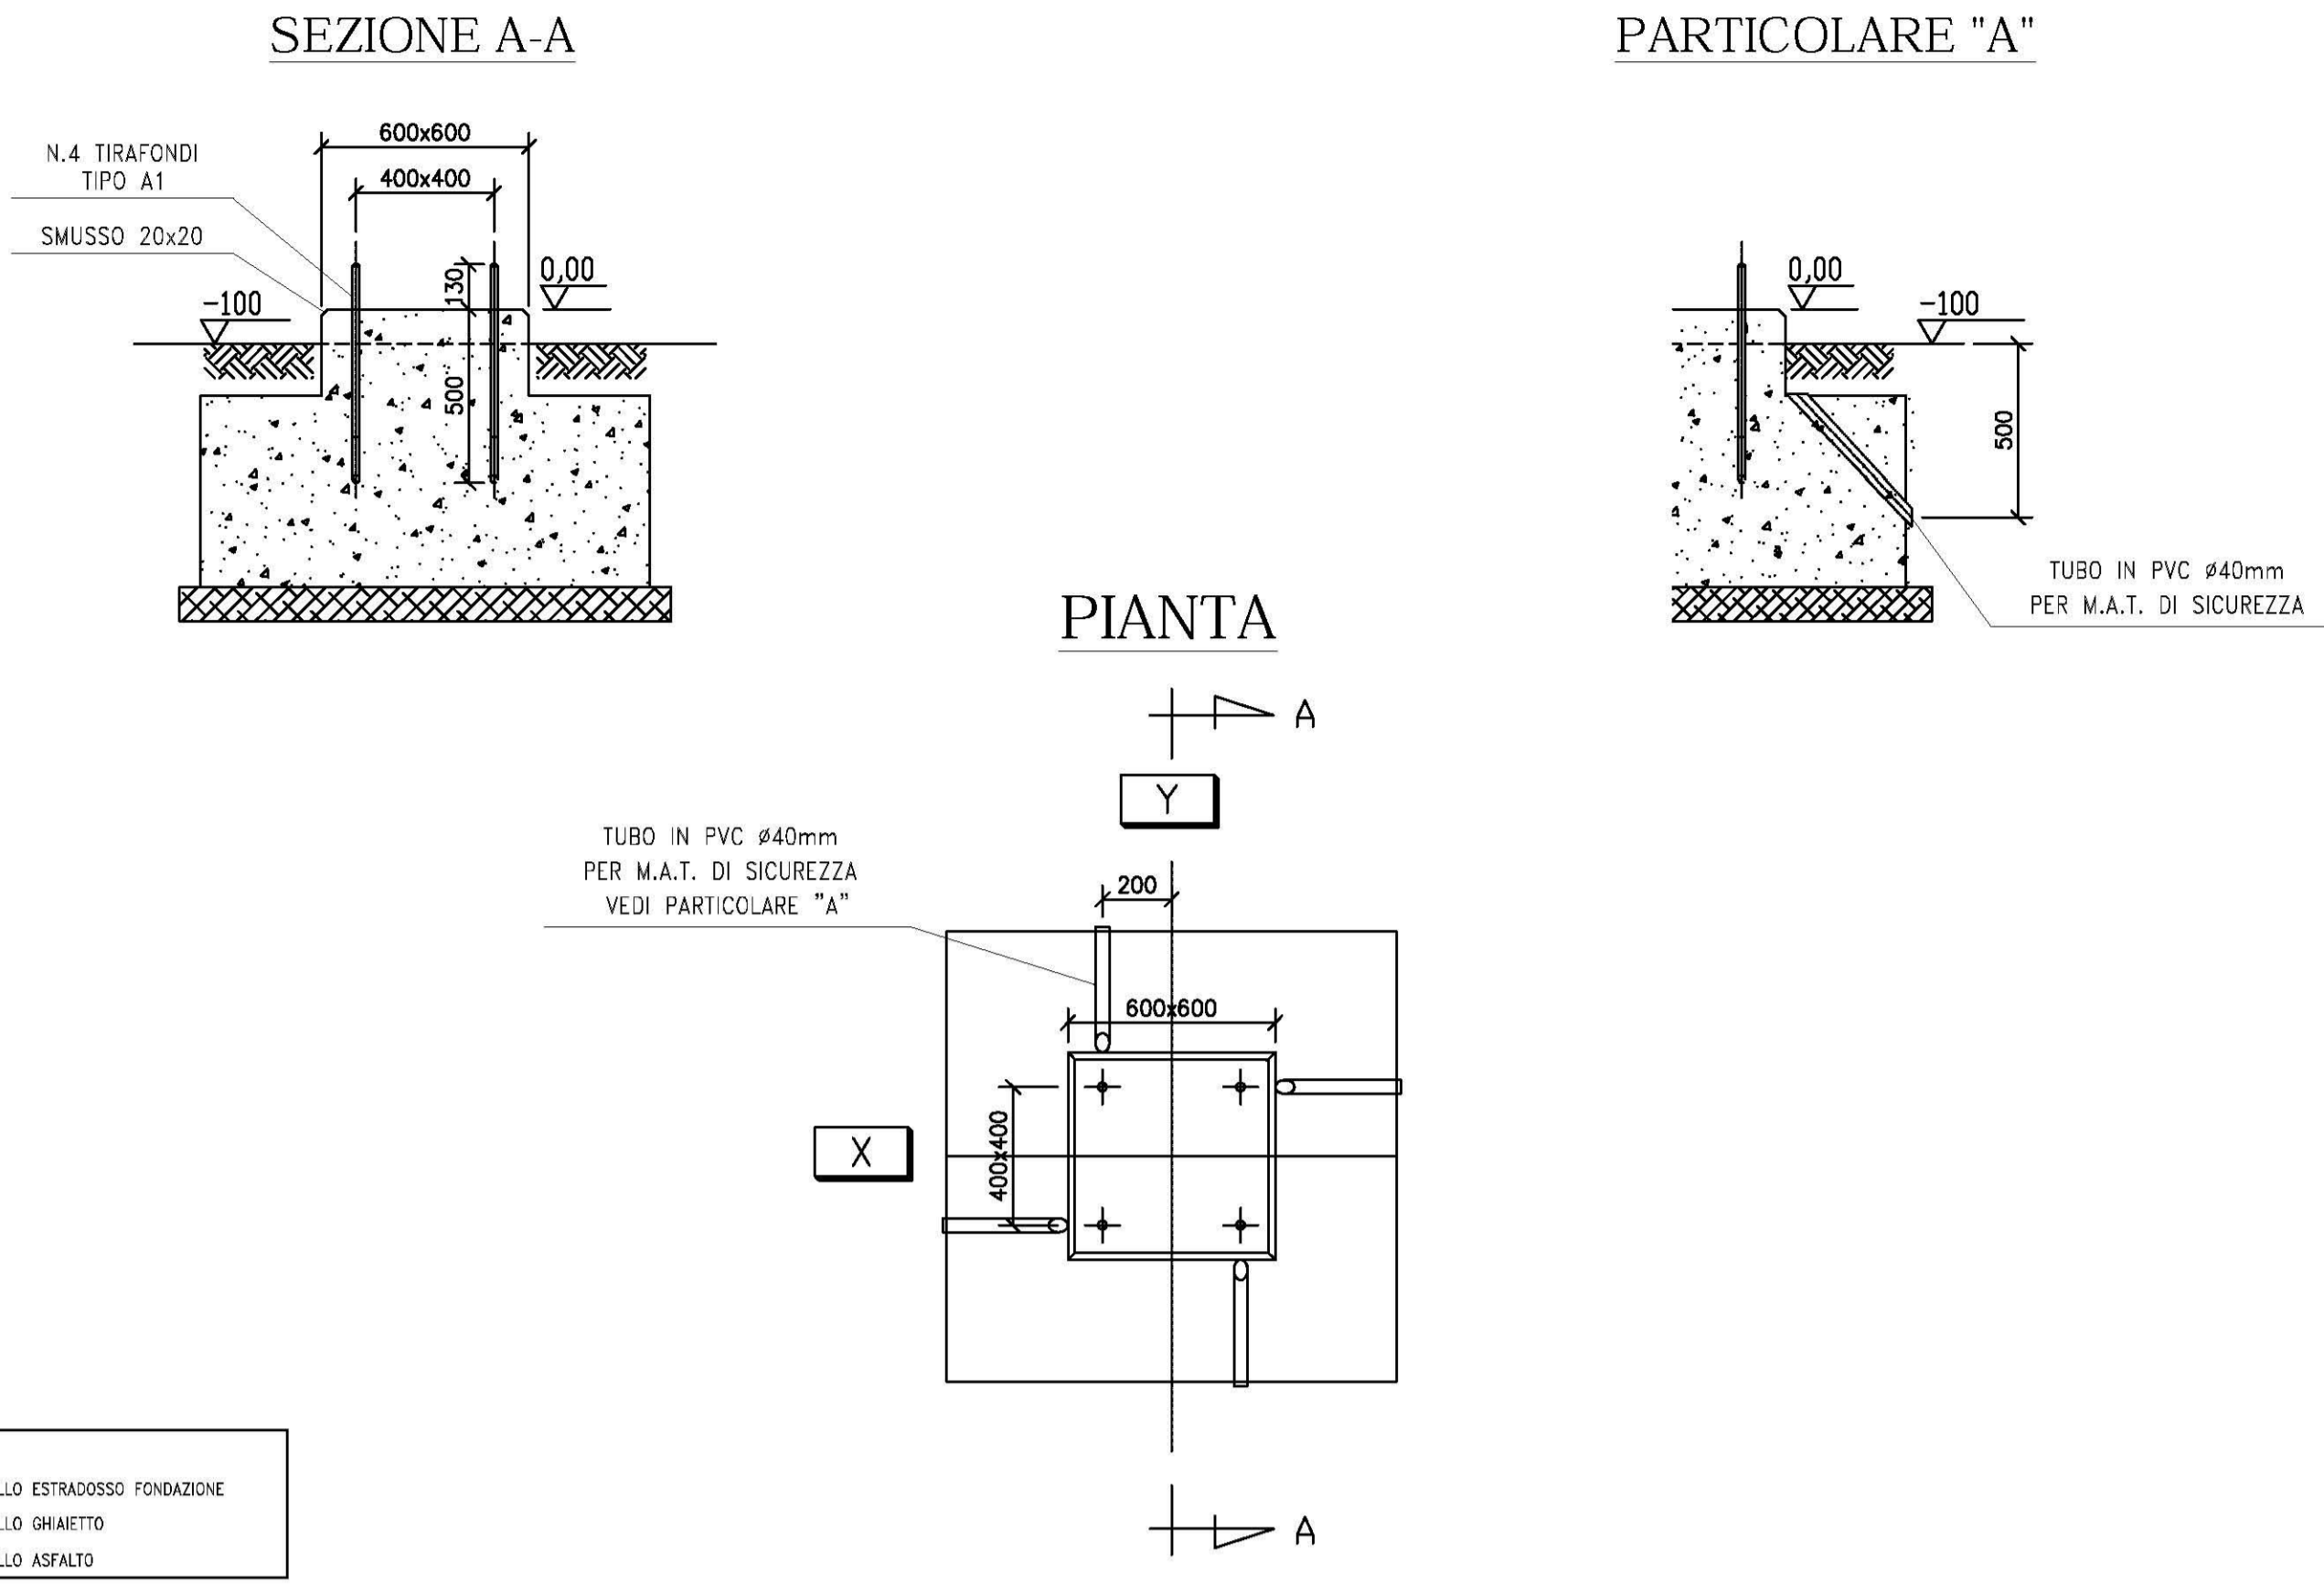 SEZIONE A-A
PARTICOLARE "A"
600x600
N.4 TIRAFONDI
TIPO A1
400x400
SMUSSO 20x20
130
0,00
-100
500
0,00
-100
500
TUBO IN PVC ø40mm
PER M.A.T. DI SICUREZZA
PIANTA
A
Y
TUBO IN PVC ø40mm
PER M.A.T. DI SICUREZZA
VEDI PARTICOLARE "A"
200
600x600
400x400
X
A
LLO ESTRADOSSO FONDAZIONE
LLO GHIAIETTO
LLO ASFALTO